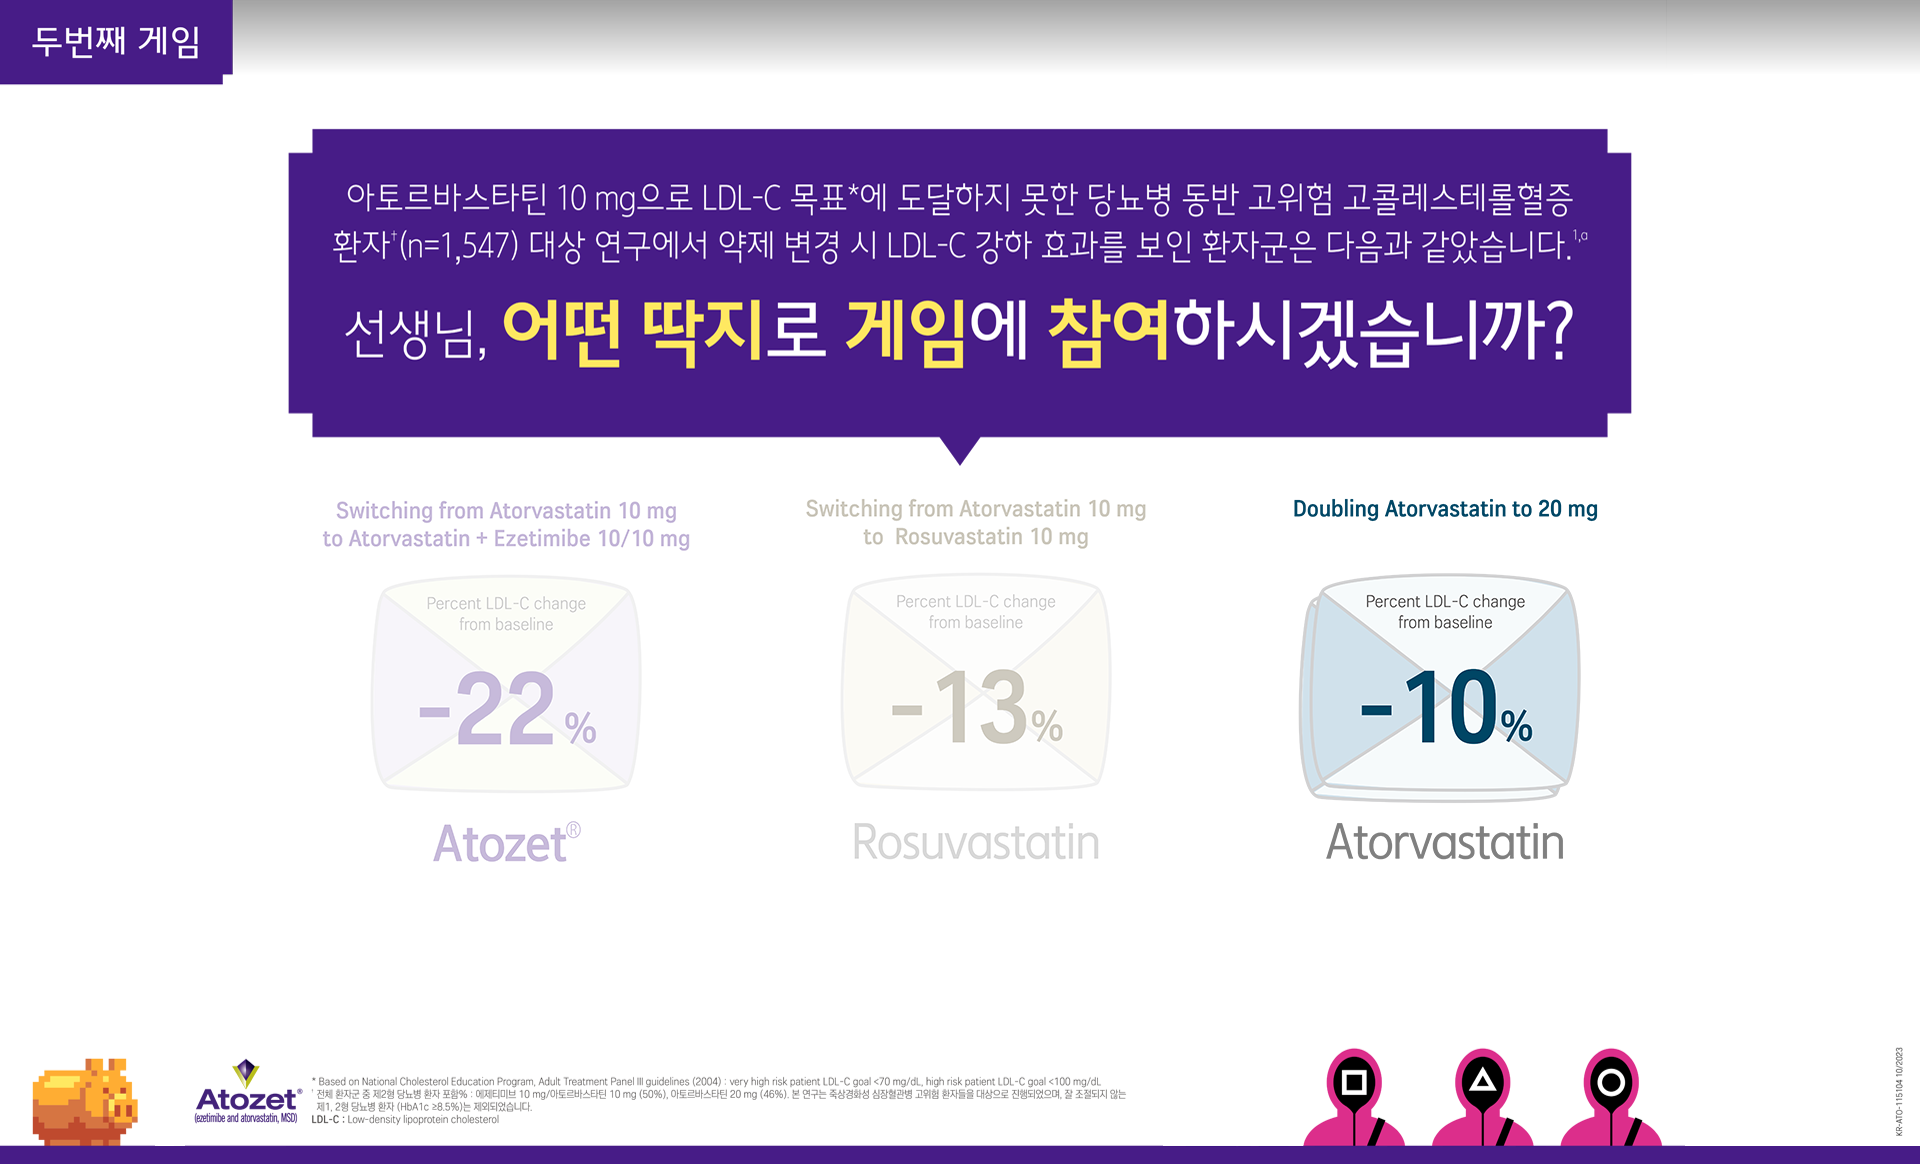 두번째 게임
아토르바스타틴 10 mg으로 LDL-C 목표*에 도달하지 못한 당뇨병 동반 고위험 고콜레스테롤혈증
환자†(n=1,547) 대상 연구에서 약제 변경 시 LDL-C 강하 효과를 보인 환자군은 다음과 같았습니다.1,a
선생님, 어떤 딱지로 게임에 참여하시겠습니까?
Switching from Atorvastatin 10 mg
to Atorvastatin + Ezetimibe 10/10 mg
Percent LDL-C change
from baseline
-22%
Atozet®
Switching from Atorvastatin 10 mg
to Rosuvastatin 10 mg
Percent LDL-C change
from baseline
-13%
Rosuvastatin
Doubling Atorvastatin to 20 mg
Percent LDL-C change
from baseline
-10%
Atorvastatin
Atozet®
(ezetimibe and atorvastatin, MSD)
* Based on National Cholesterol Education Program, Adult Treatment Panel III guidelines (2004) : very high risk patient LDL-C goal <70 mg/dL, high risk patient LDL-C goal <100 mg/dL
† 전체 환자군 중 제2형 당뇨병 환자 포함% : 에제티미브 10 mg/아토르바스타틴 10 mg (50%), 아토르바스타틴 20 mg (46%). 본 연구는 죽상경화성 심장혈관병 고위험 환자들을 대상으로 진행되었으며, 잘 조절되지 않는
제1, 2형 당뇨병 환자 (HbA1c ≥8.5%)는 제외되었습니다.
LDL-C : Low-density lipoprotein cholesterol
KR-ATO-115104 10/2023